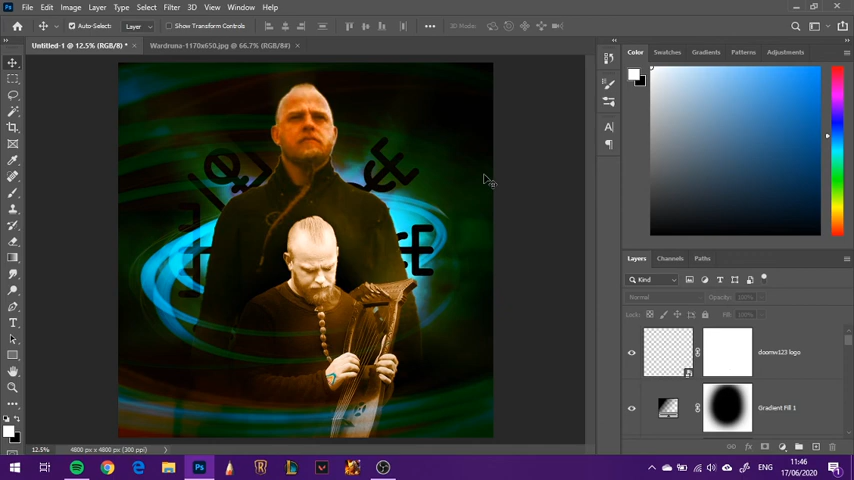 File Edit Image Layer Type Select Filter 3D View Window Help
Auto-Select: Layer Show Transform Controls 3D Mode:
Untitled-1 @ 12.5% (RGB/8) * × Wardruna-1170x650.jpg @ 66.7% (RGB/8#) ×
Color Swatches Gradients Patterns Adjustments
Layers Channels Paths
Kind
Normal Opacity: 100%
Lock: Fill: 100%
doomw123 logo
Gradient Fill 1
12.5% 4800 px x 4800 px (300 ppi)
ENG 11:46
17/06/2020